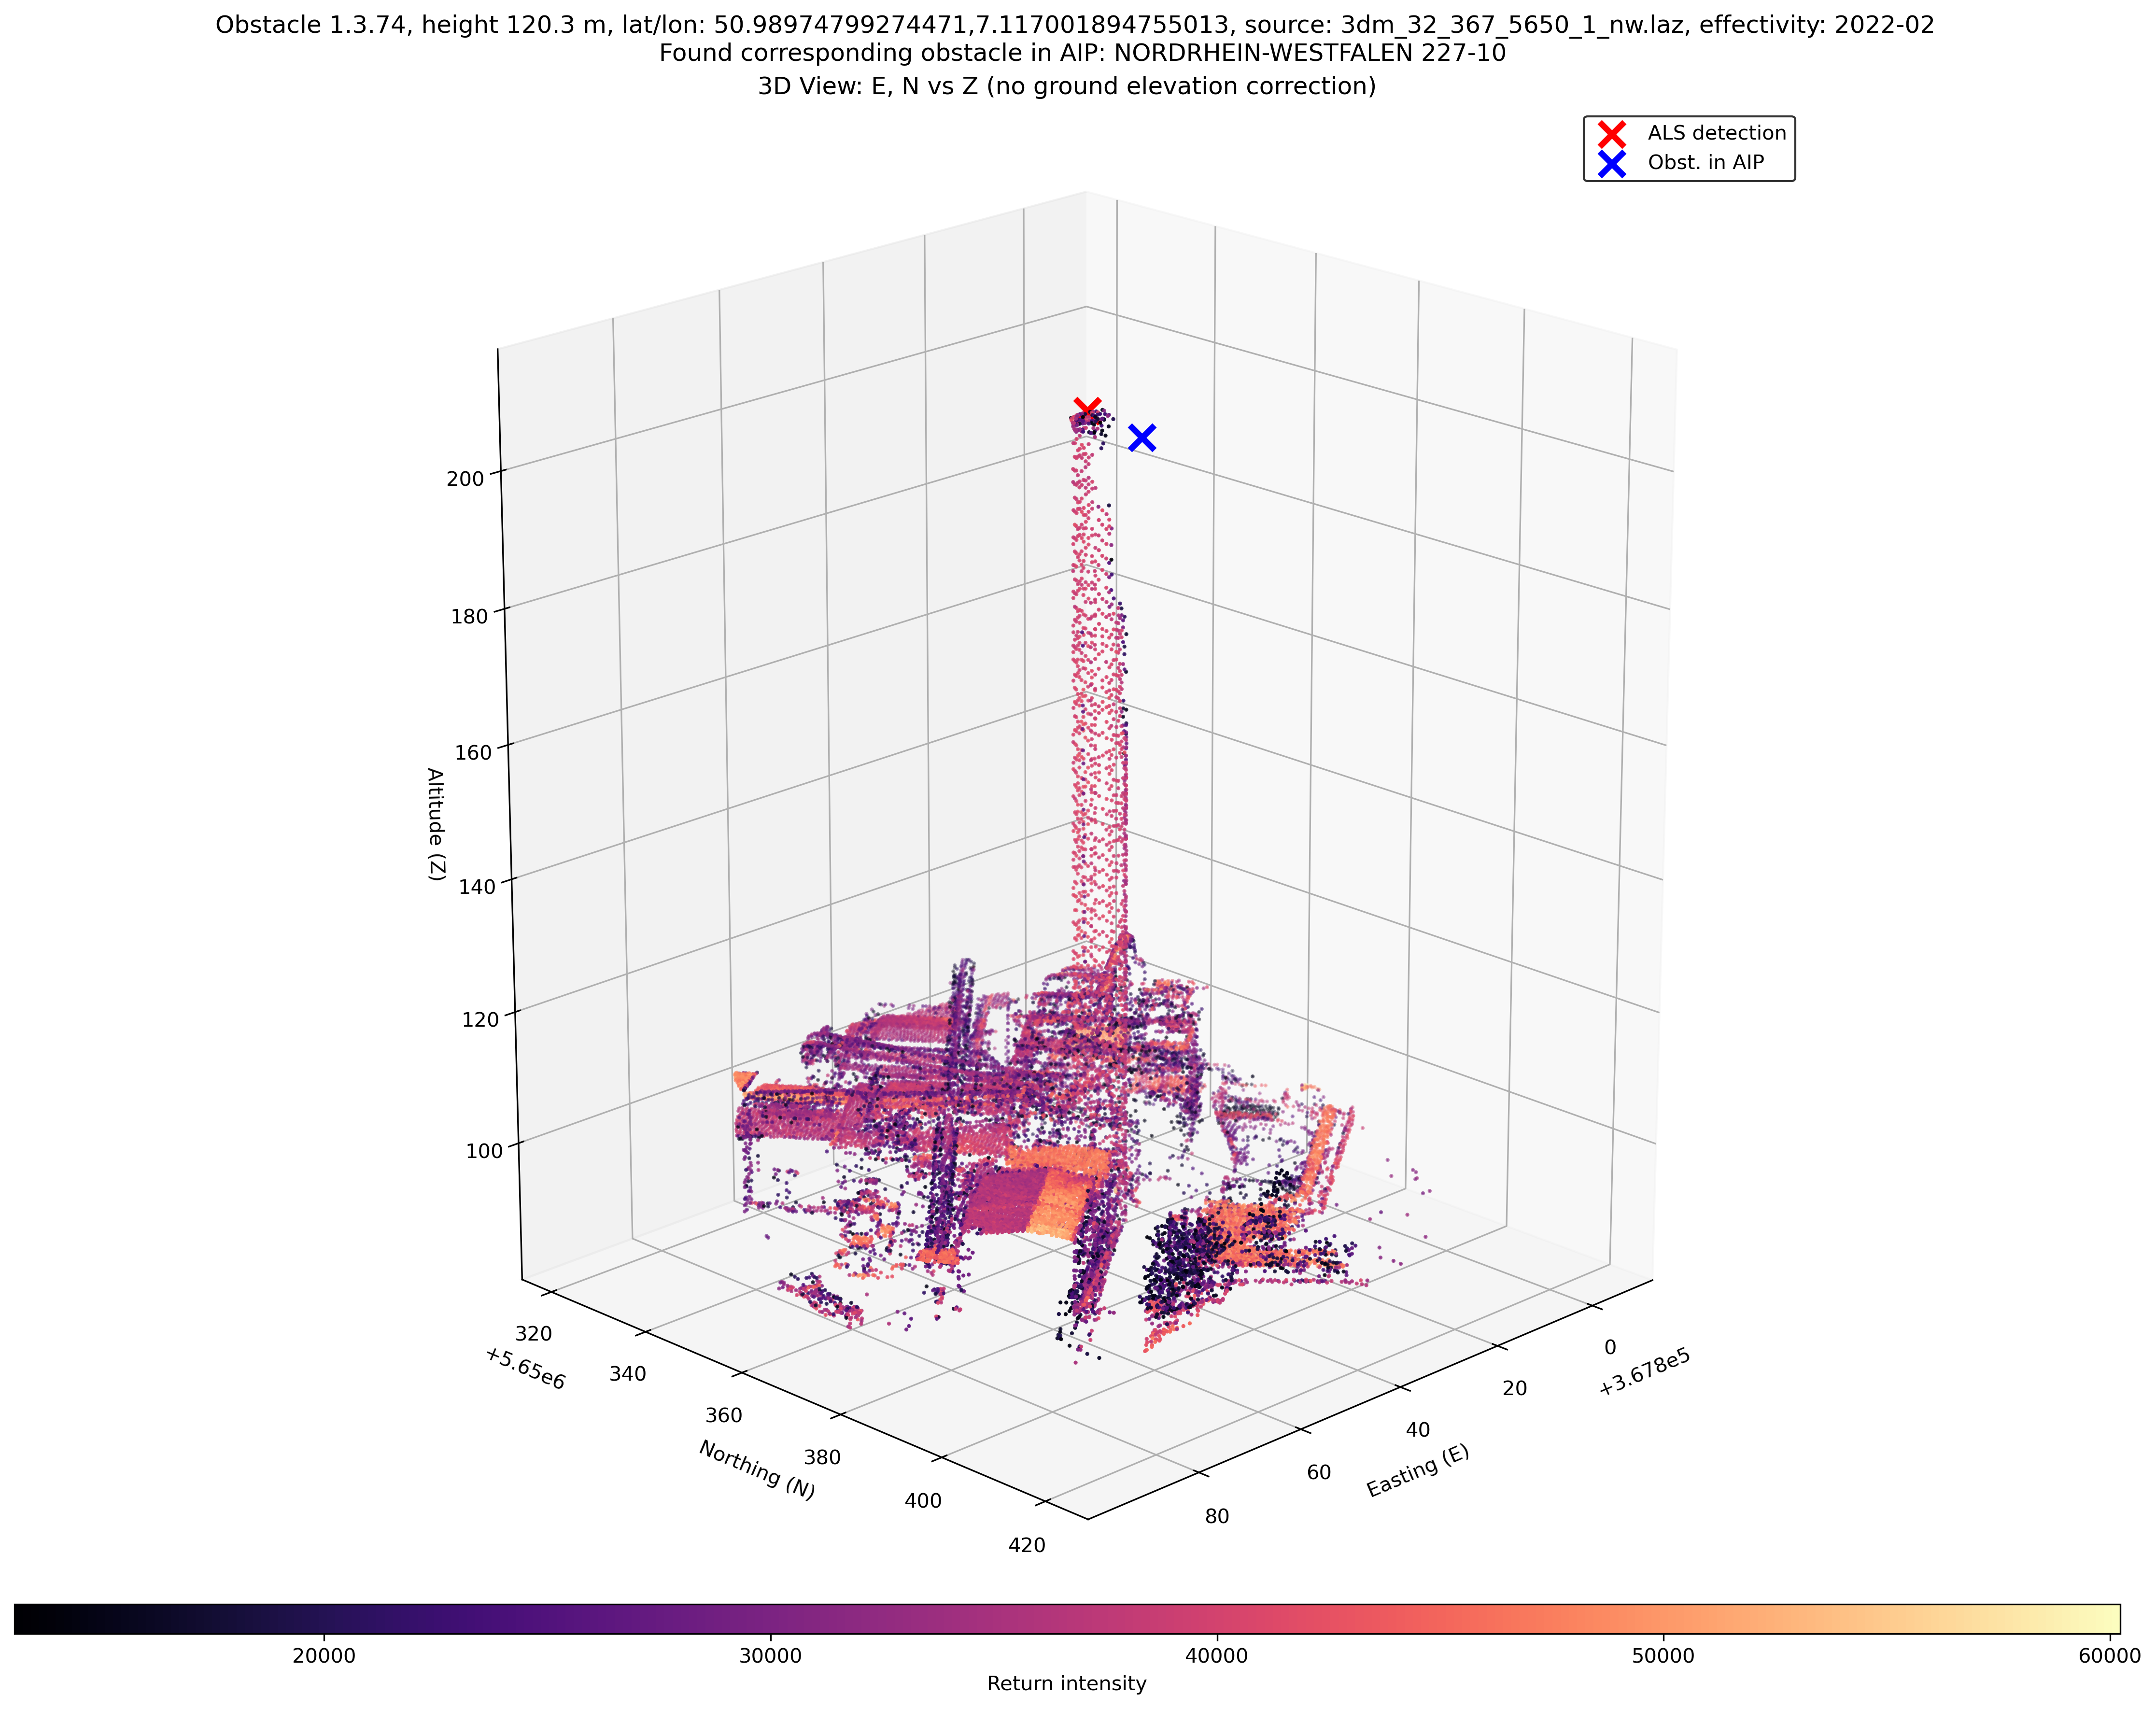 Obstacle 1.3.74, height 120.3 m, lat/lon: 50.98974799274471,7.117001894755013, source: 3dm_32_367_5650_1_nw.laz, effectivity: 2022-02
Found corresponding obstacle in AIP: NORDRHEIN-WESTFALEN 227-10
3D View: E, N vs Z (no ground elevation correction)
ALS detection
Obst. in AIP
200
180
160
140
120
100
Altitude (Z)
320
340
360
380
400
420
+5.65e6
Northing (N)
0
20
40
60
80
+3.678e5
Easting (E)
20000
30000
40000
50000
60000
Return intensity